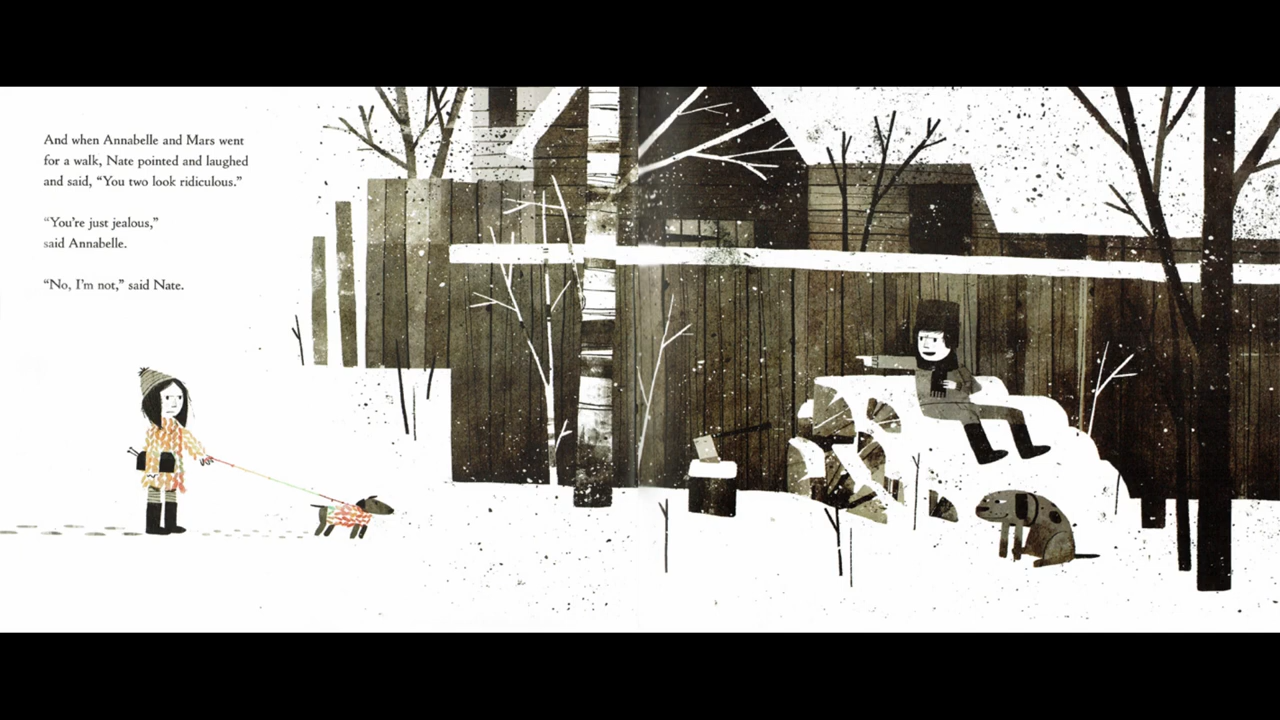 And when Annabelle and Mars went
for a walk, Nate pointed and laughed
and said, “You two look ridiculous.”
“You’re just jealous,”
said Annabelle.
“No, I’m not,” said Nate.